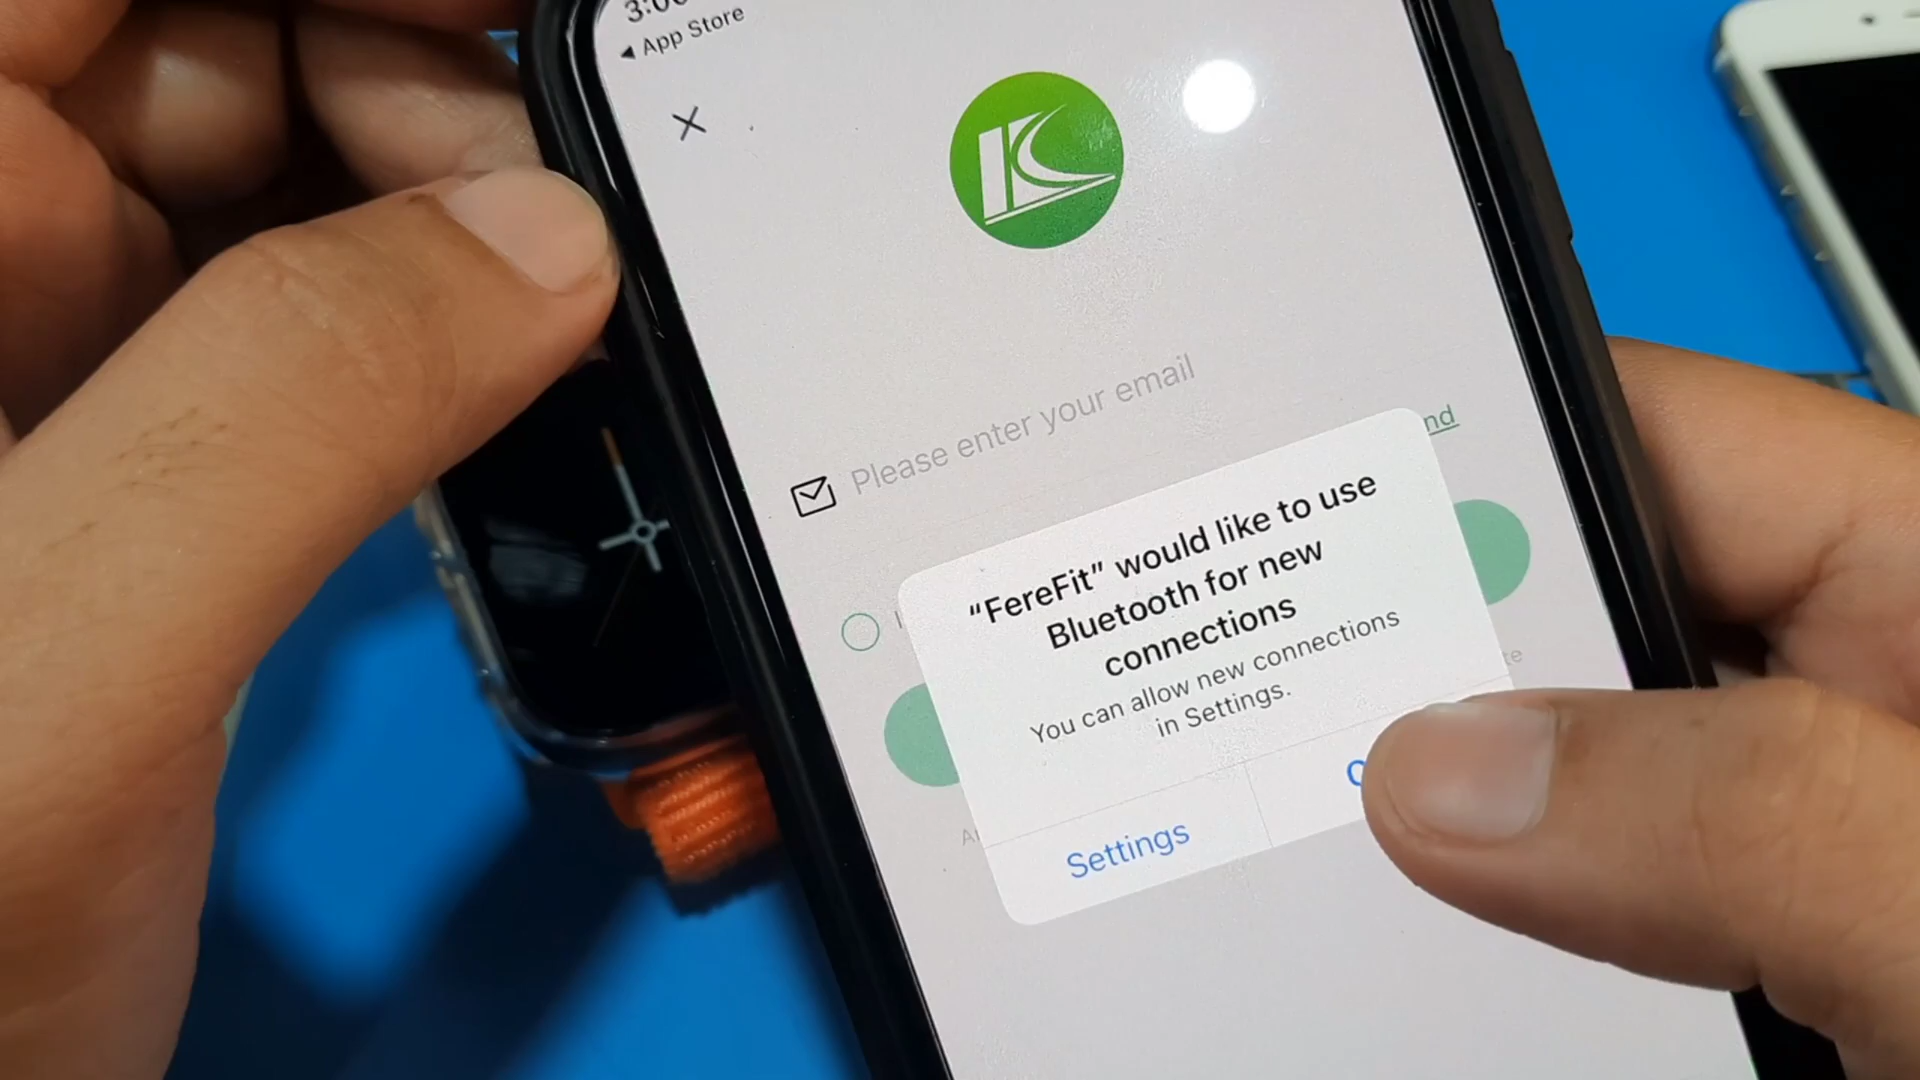 App Store
Please enter your email
nd
"FereFit" would like to use
Bluetooth for new
connections
You can allow new connections
in Settings.
Settings